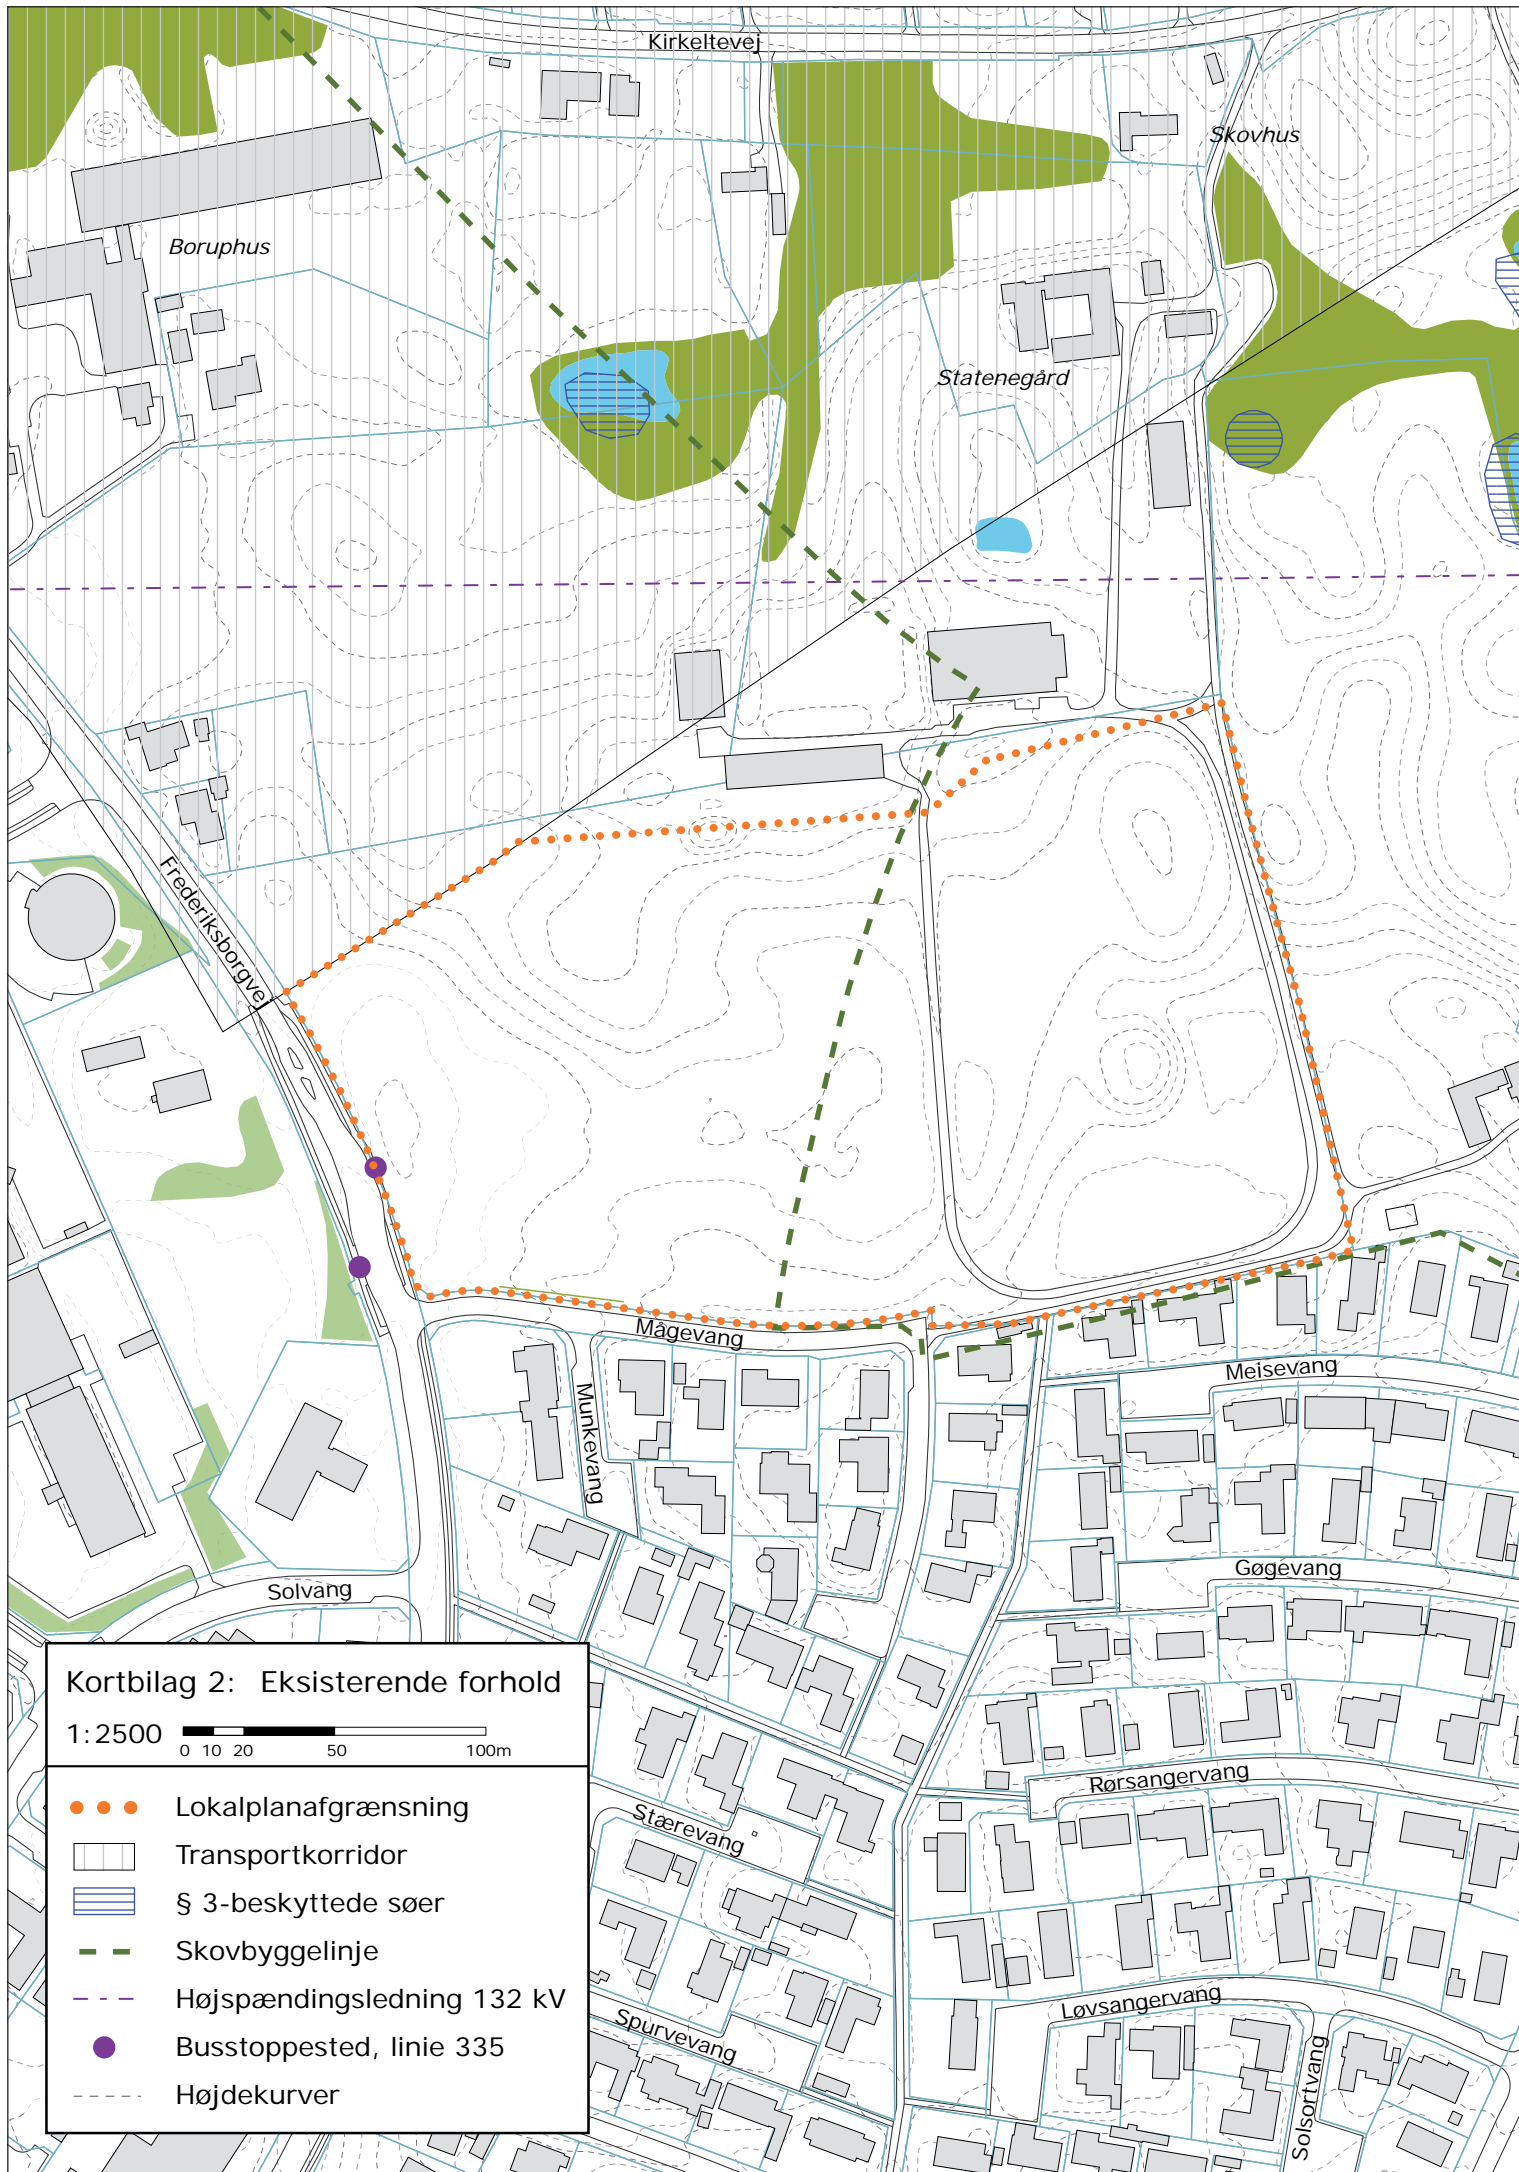 Kirkeltevej
Skovhus
Boruphus
Statenegård
Frederiksborgvej
Mågevang
Meisevang
Munkevang
Gøgevang
Solvang
Kortbilag 2: Eksisterende forhold
1:2500
0 10 20 50 100m
Rørsangervang
Lokalplanafgrænsning
Stærevang
Transportkorridor
§ 3-beskyttede søer
Skovbyggelinje
Højspændingsledning 132 kV
Løvsangervang
Spurvevang
Busstoppested, linie 335
Højdekurver
Solsortvang